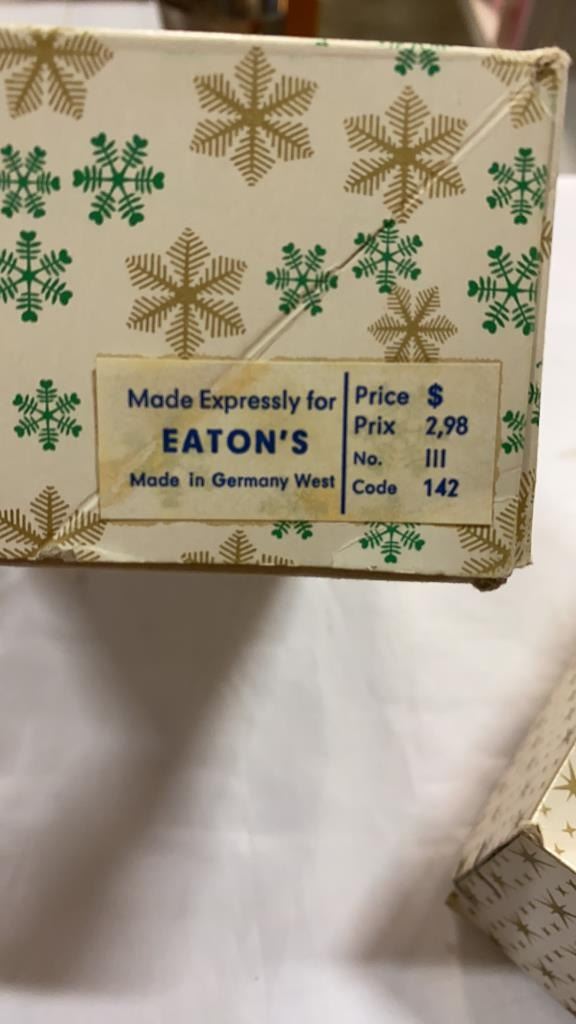 Made Expressly for
EATON'S
Made in Germany West
Price $
Prix 2,98
No. III
Code 142